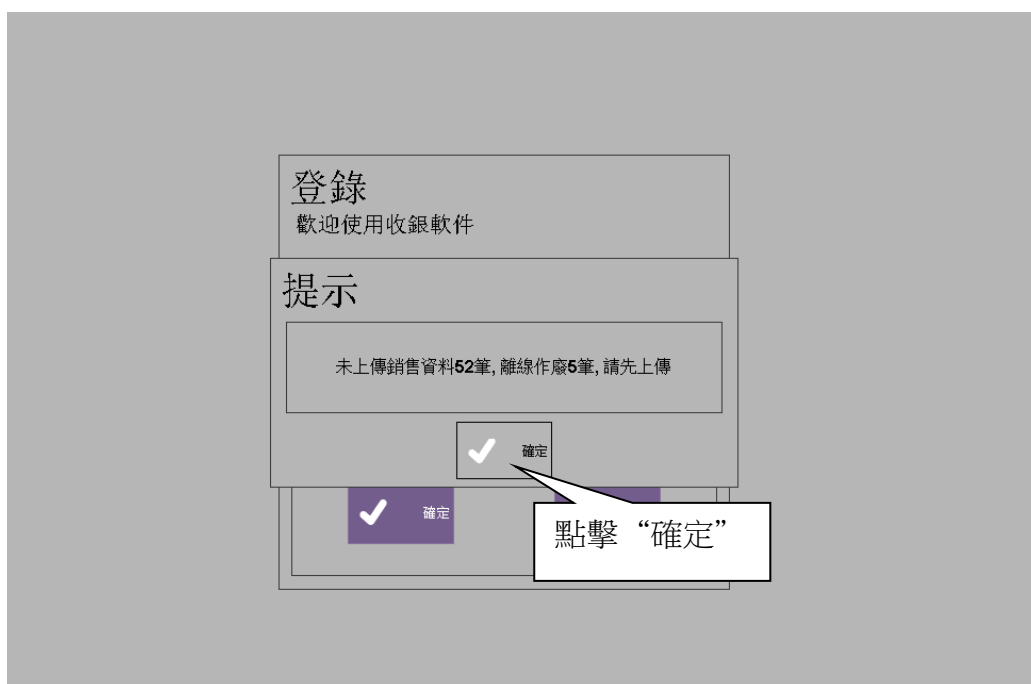 登錄
歡迎使用收銀軟件
提示
未上傳銷售資料52筆, 離線作廢5筆, 請先上傳
確定
確定
點擊“確定”